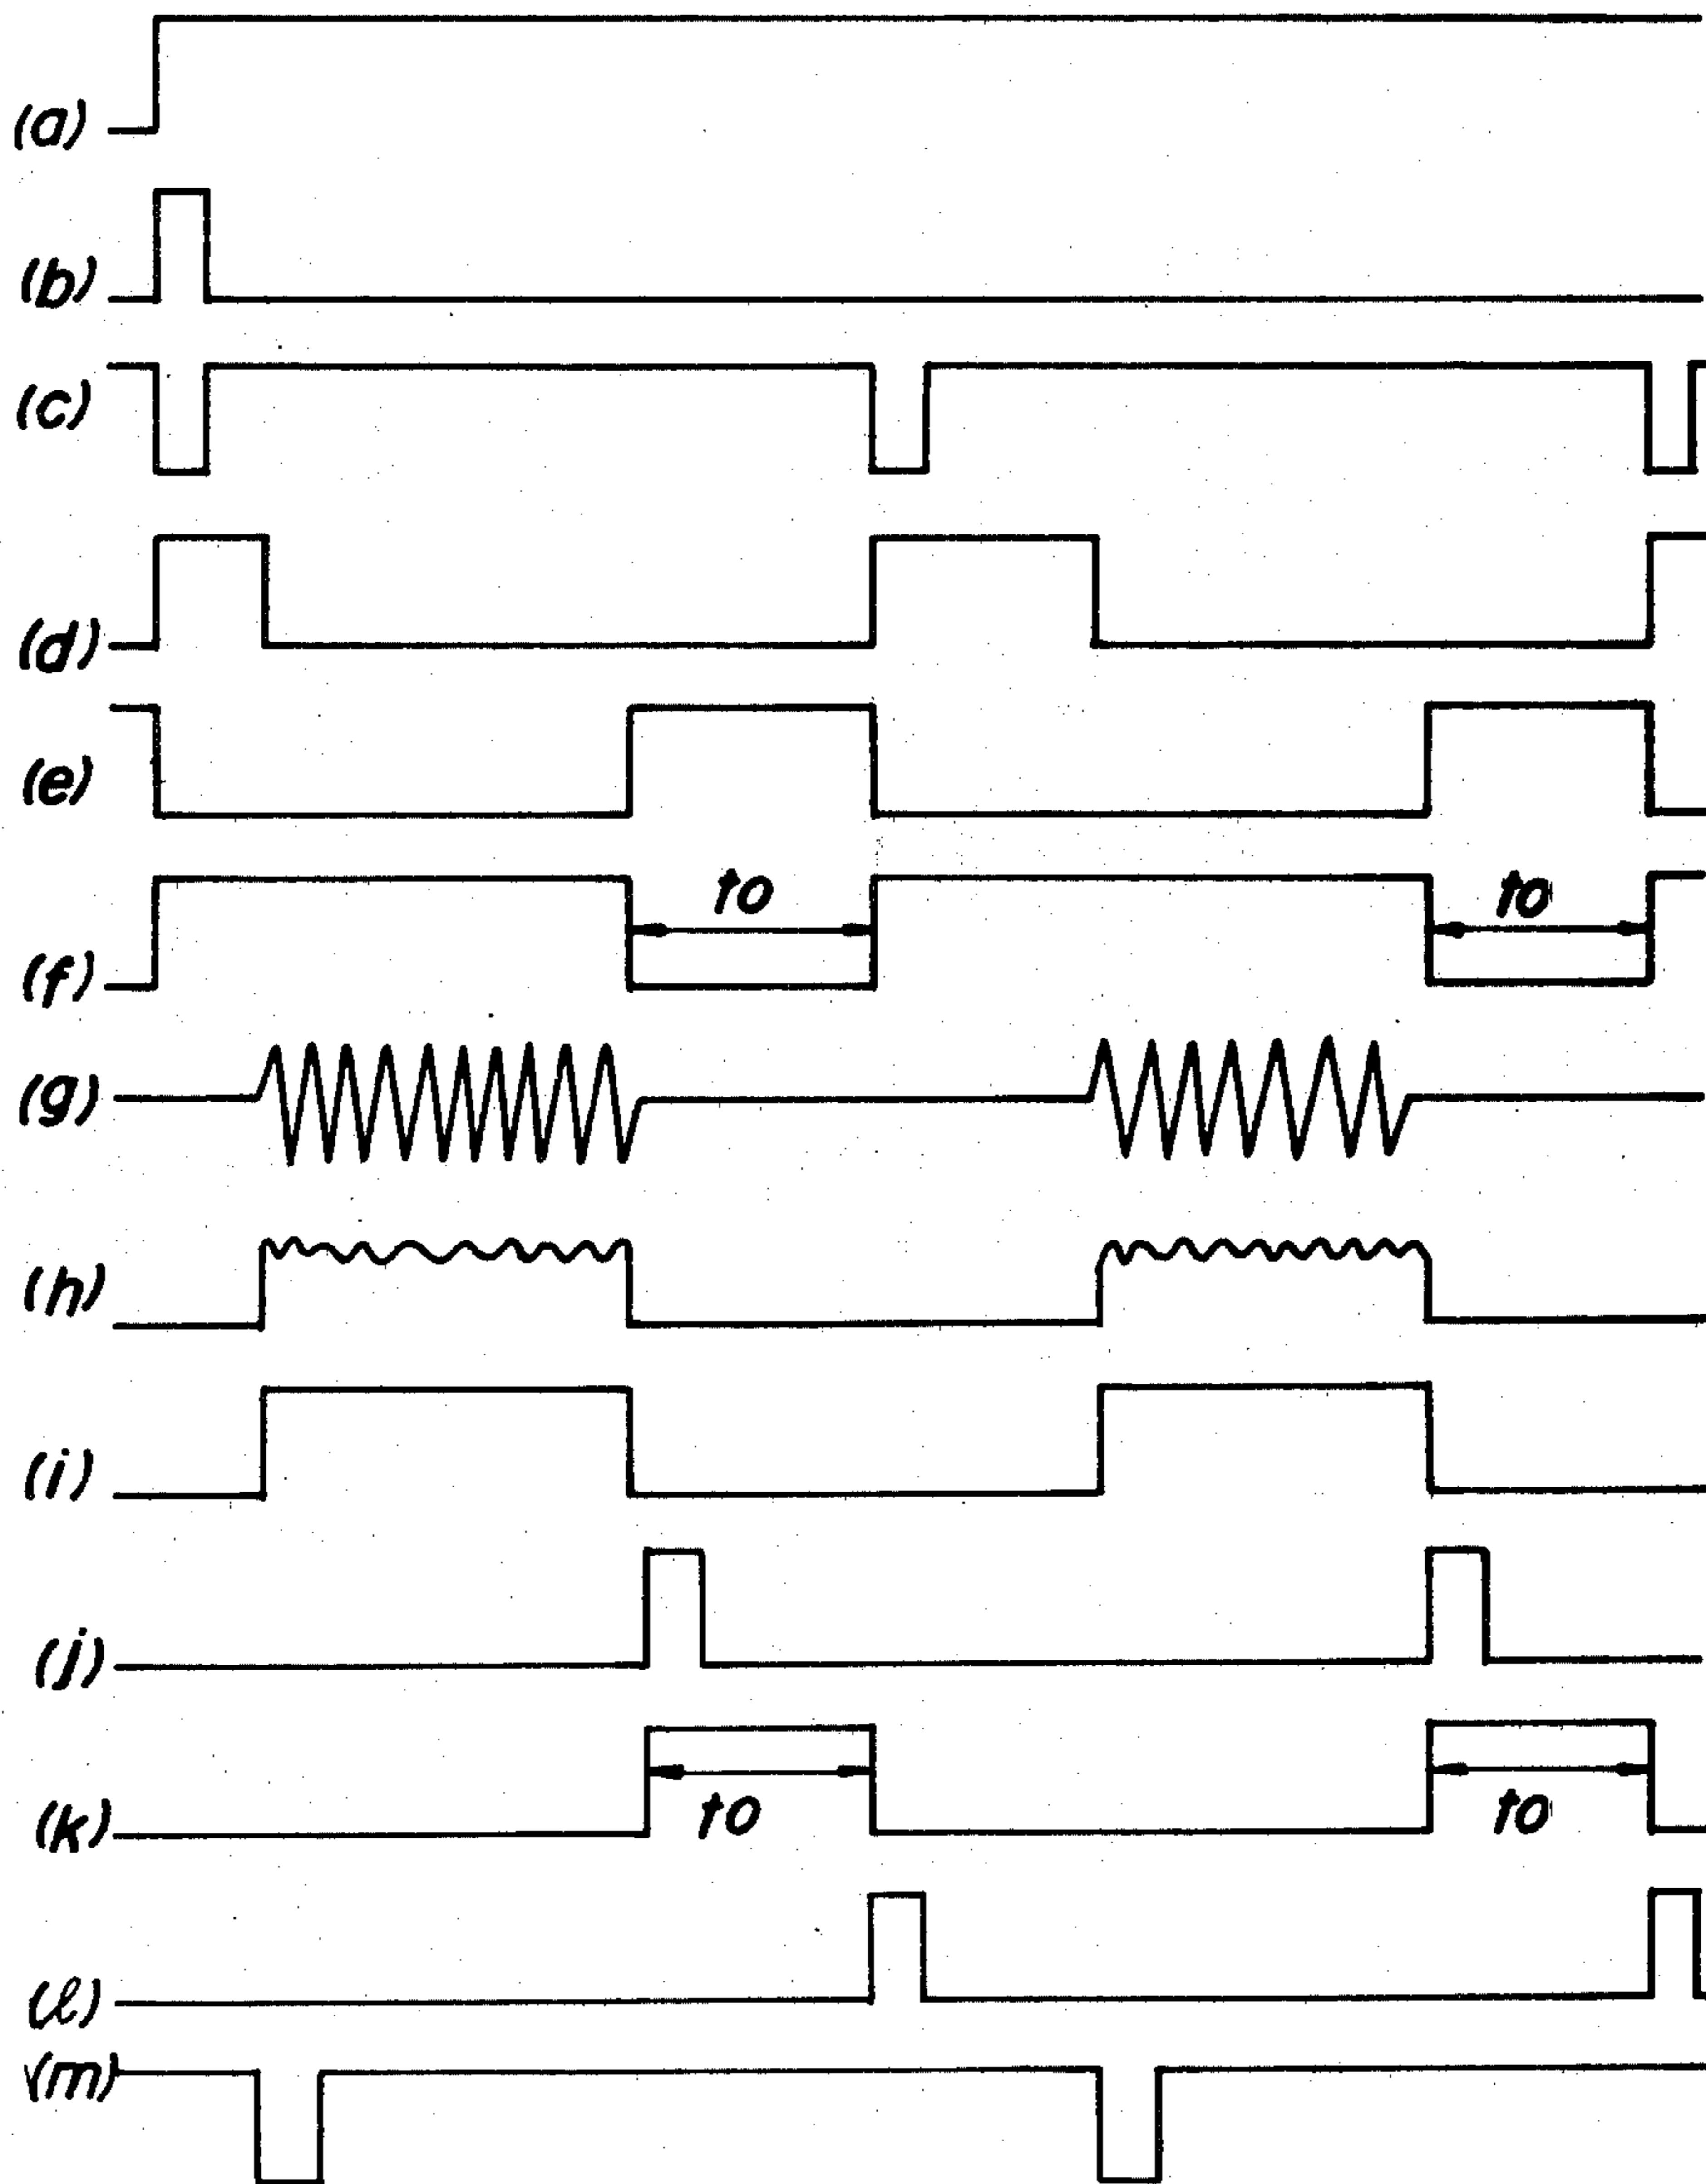 (a)
(b)
(c)
(d)
(e)
to to
(f)
(g)
(h)
(i)
(j)
(k) to to
(ℓ)
(m)